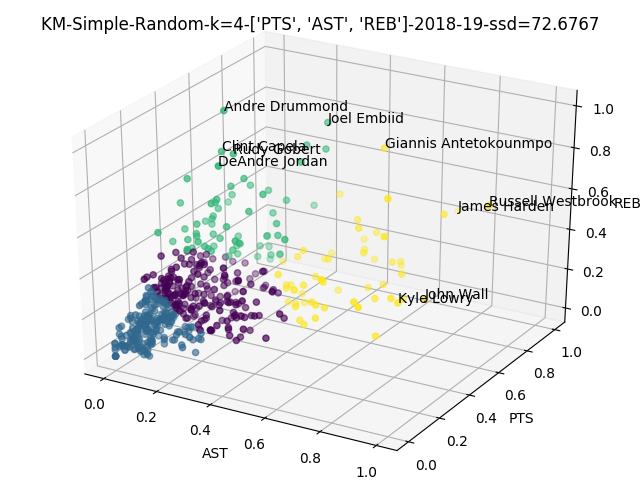 KM-Simple-Random-k=4-['PTS', 'AST', 'REB']-2018-19-ssd=72.6767
Andre Drummond
Joel Embiid
Giannis Antetokounmpo
Clint Capela
Rudy Gobert
DeAndre Jordan
Russell Westbrook
James Harden
John Wall
Kyle Lowry
1.0
0.8
0.6
0.4
0.2
0.0
REB
0.0
0.2
0.4
0.6
0.8
1.0
AST
0.0
0.2
0.4
0.6
0.8
1.0
PTS